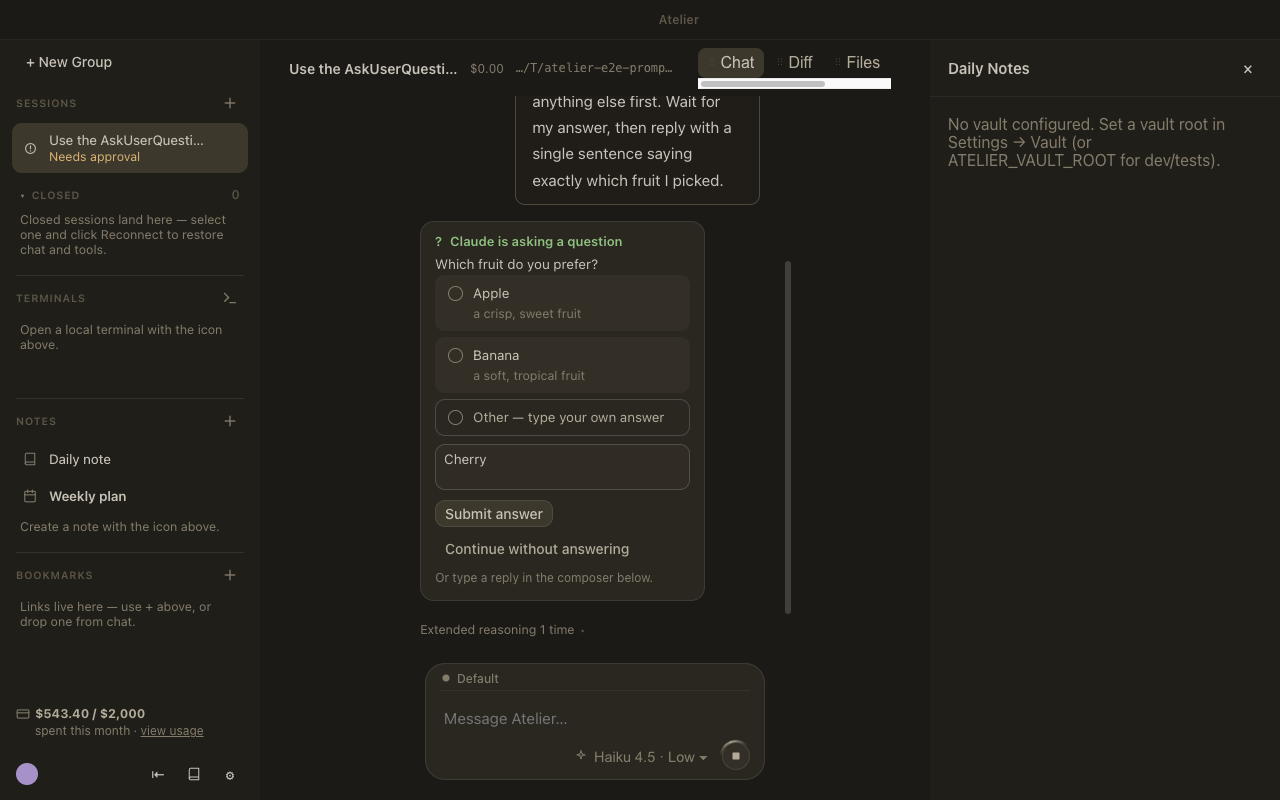 Atelier
+ New Group
SESSIONS
Use the AskUserQuesti...
Needs approval
CLOSED 0
Closed sessions land here — select
one and click Reconnect to restore
chat and tools.
TERMINALS
Open a local terminal with the icon
above.
NOTES
Daily note
Weekly plan
Create a note with the icon above.
BOOKMARKS
Links live here — use + above, or
drop one from chat.
$543.40 / $2,000
spent this month · view usage
Use the AskUserQuesti... $0.00 …/T/atelier-e2e-promp…
Chat Diff Files
anything else first. Wait for
my answer, then reply with a
single sentence saying
exactly which fruit I picked.
? Claude is asking a question
Which fruit do you prefer?
Apple
a crisp, sweet fruit
Banana
a soft, tropical fruit
Other — type your own answer
Cherry
Submit answer
Continue without answering
Or type a reply in the composer below.
Extended reasoning 1 time
Default
Message Atelier...
Haiku 4.5 · Low
Daily Notes ×
No vault configured. Set a vault root in
Settings → Vault (or
ATELIER_VAULT_ROOT for dev/tests).